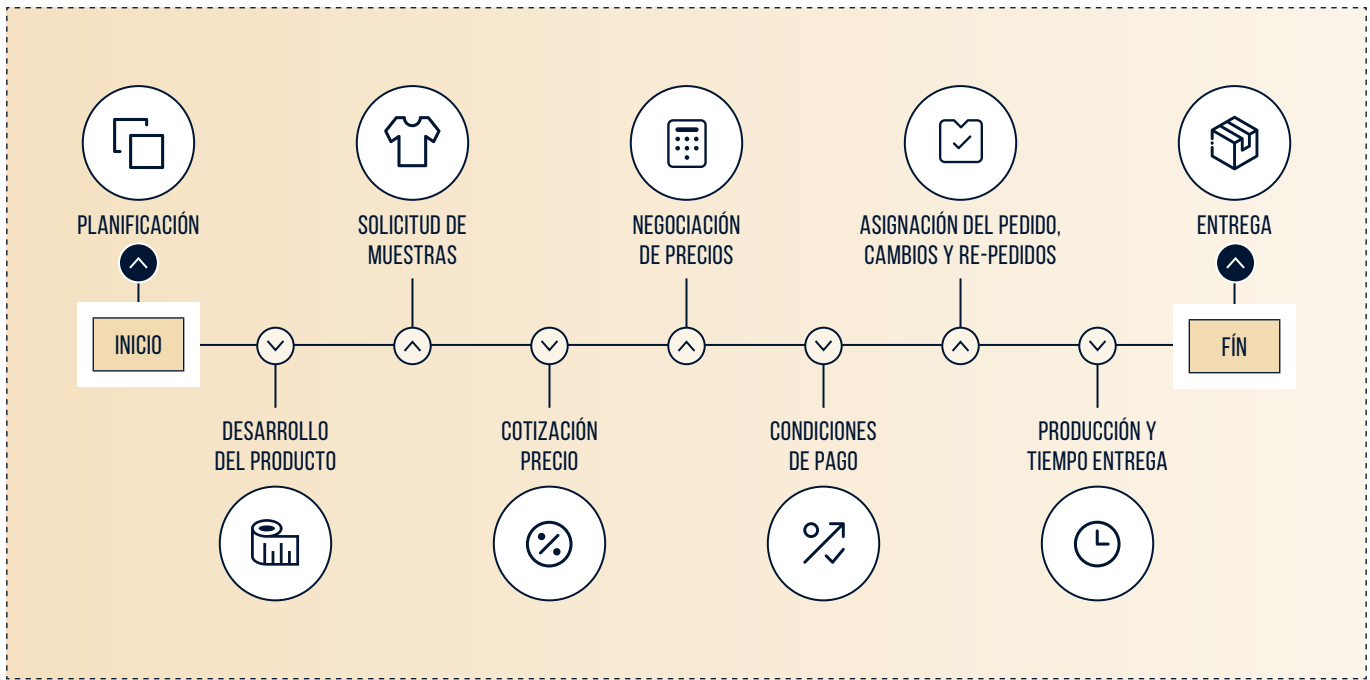 PLANIFICACIÓN
SOLICITUD DE
MUESTRAS
NEGOCIACIÓN
DE PRECIOS
ASIGNACIÓN DEL PEDIDO,
CAMBIOS Y RE-PEDIDOS
ENTREGA
INICIO
FÍN
DESARROLLO
DEL PRODUCTO
COTIZACIÓN
PRECIO
CONDICIONES
DE PAGO
PRODUCCIÓN Y
TIEMPO ENTREGA